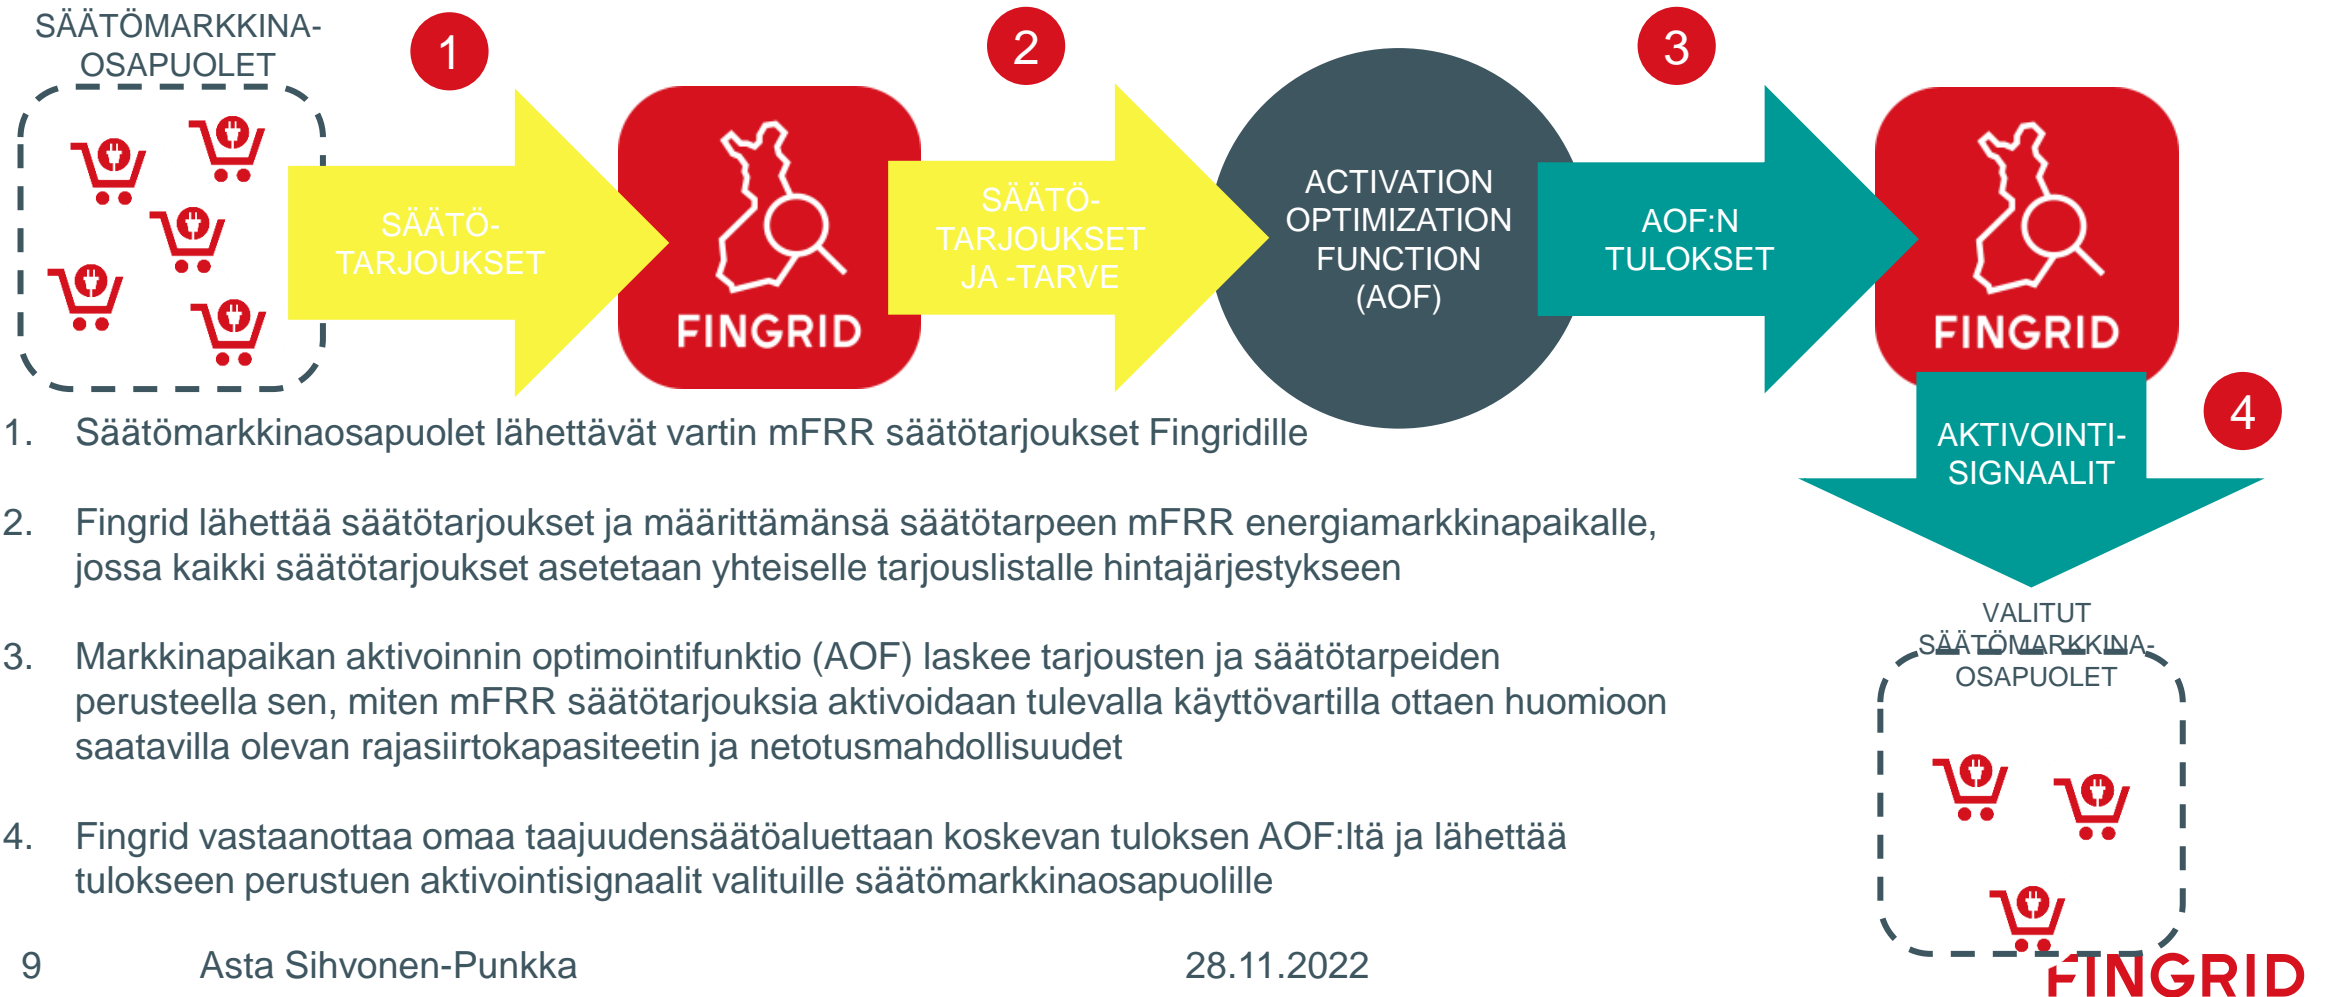 SÄÄTÖMARKKINA-
OSAPUOLET
1
2
3
SÄÄTÖ-
TARJOUKSET
FINGRID
SÄÄTÖ-
TARJOUKSET
JA -TARVE
ACTIVATION
OPTIMIZATION
FUNCTION
(AOF)
AOF:N
TULOKSET
FINGRID
4
AKTIVOINTI-
SIGNAALIT
VALITUT
SÄÄTÖMARKKINA-
OSAPUOLET
1. Säätömarkkinaosapuolet lähettävät vartin mFRR säätötarjoukset Fingridille
2. Fingrid lähettää säätötarjoukset ja määrittämänsä säätötarpeen mFRR energiamarkkinapaikalle,
jossa kaikki säätötarjoukset asetetaan yhteiselle tarjouslistalle hintajärjestykseen
3. Markkinapaikan aktivoinnin optimointifunktio (AOF) laskee tarjousten ja säätötarpeiden
perusteella sen, miten mFRR säätötarjouksia aktivoidaan tulevalla käyttövartilla ottaen huomioon
saatavilla olevan rajasiirtokapasiteetin ja netotusmahdollisuudet
4. Fingrid vastaanottaa omaa taajuudensäätöaluettaan koskevan tuloksen AOF:ltä ja lähettää
tulokseen perustuen aktivointisignaalit valituille säätömarkkinaosapuolille
9 Asta Sihvonen-Punkka 28.11.2022
FINGRID